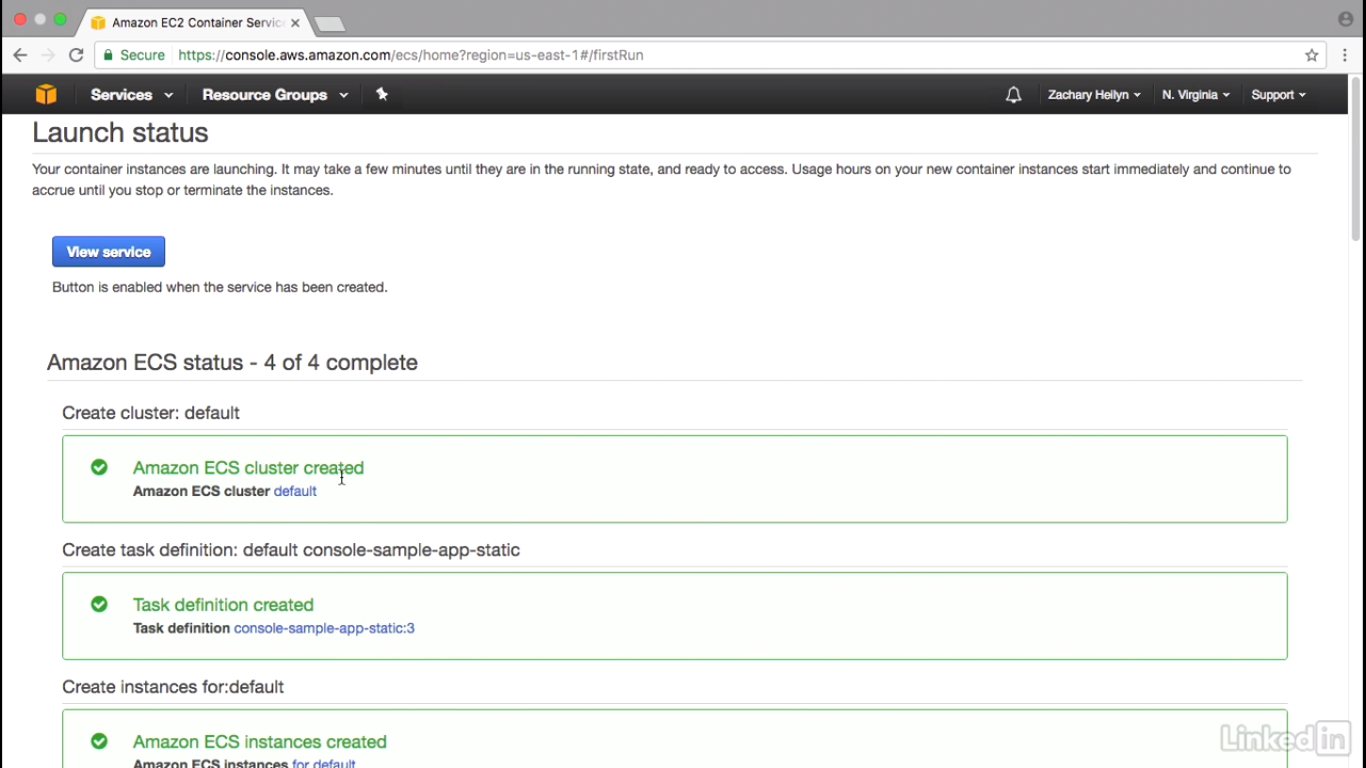 Amazon EC2 Container Servic
Secure https://console.aws.amazon.com/ecs/home?region=us-east-1#/firstRun
Services Resource Groups Zachary Heilyn N. Virginia Support
Launch status
Your container instances are launching. It may take a few minutes until they are in the running state, and ready to access. Usage hours on your new container instances start immediately and continue to
accrue until you stop or terminate the instances.
View service
Button is enabled when the service has been created.
Amazon ECS status - 4 of 4 complete
Create cluster: default
Amazon ECS cluster created
Amazon ECS cluster default
Create task definition: default console-sample-app-static
Task definition created
Task definition console-sample-app-static:3
Create instances for:default
Amazon ECS instances created
Amazon ECS instances for default
Linked in